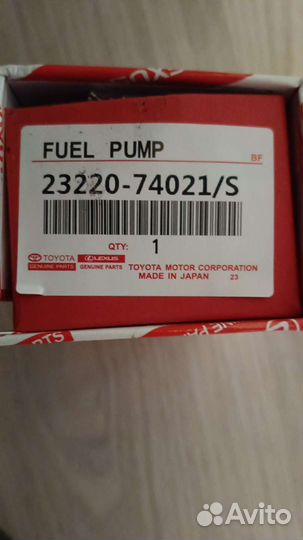 FUEL PUMP
BF
23220-74021/S
QTY: 1
TOYOTA LEXUS
GENUINE PARTS GENUINE PARTS TOYOTA MOTOR CORPORATION
MADE IN JAPAN 23
Avito